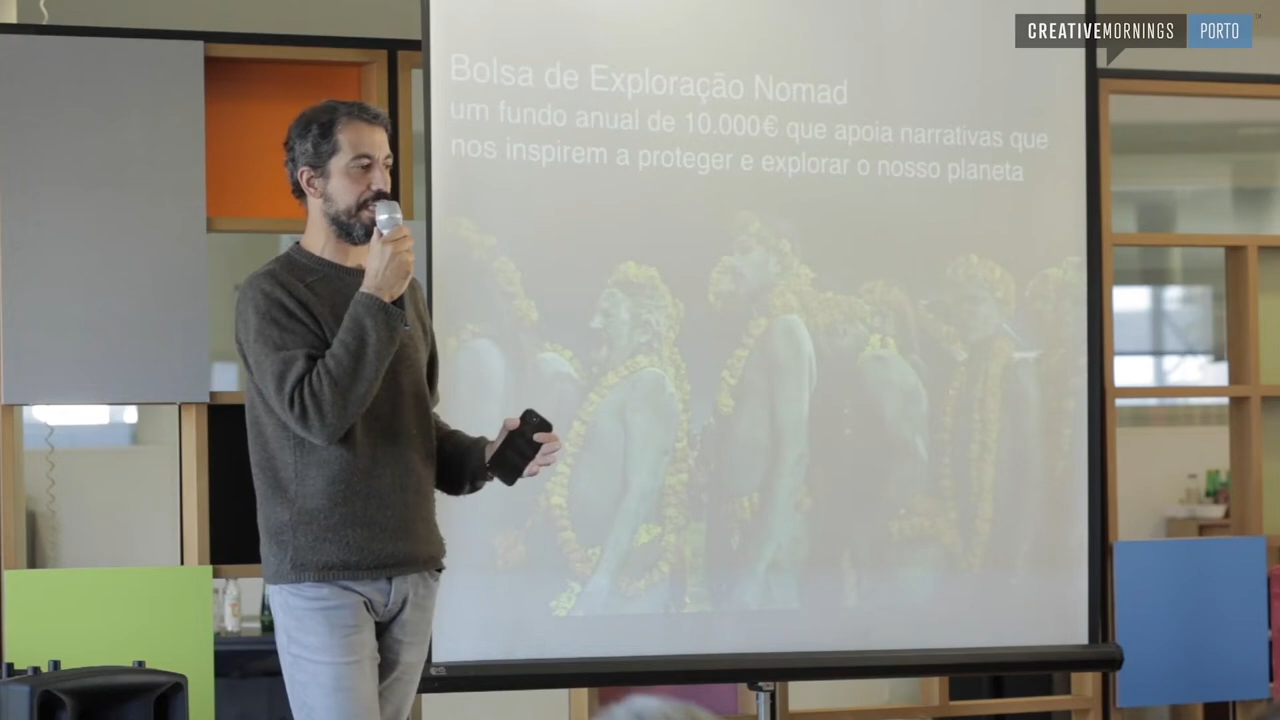 CREATIVEMORNINGS PORTO
Bolsa de Exploração Nomad
um fundo anual de 10.000€ que apoia narrativas que
nos inspirem a proteger e explorar o nosso planeta